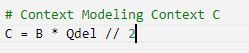 # Context Modeling Context C
C = B * Qdel // 2